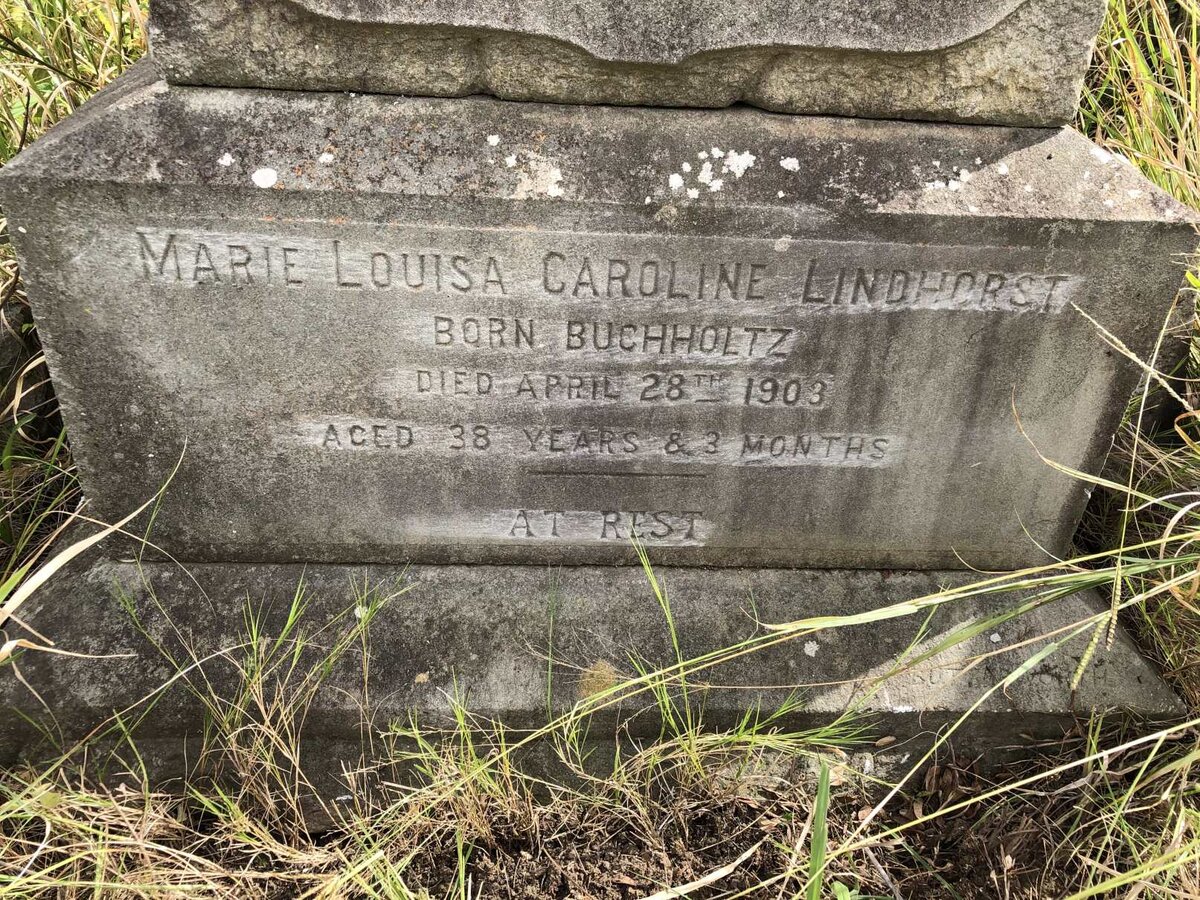 MARIE LOUISA CAROLINE LINDHORST
BORN BUCHHOLTZ
DIED APRIL 28TH 1903
AGED 38 YEARS & 3 MONTHS
AT REST